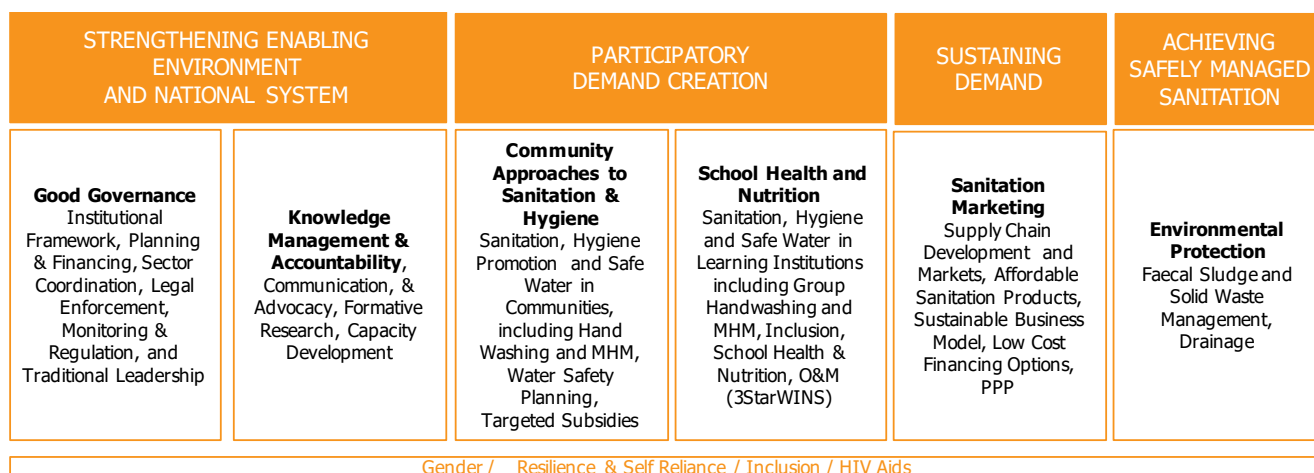 STRENGTHENING ENABLING
ENVIRONMENT
AND NATIONAL SYSTEM
PARTICIPATORY
DEMAND CREATION
SUSTAINING
DEMAND
ACHIEVING
SAFELY MANAGED
SANITATION
Good Governance
Institutional
Framework, Planning
& Financing, Sector
Coordination, Legal
Enforcement,
Monitoring &
Regulation, and
Traditional Leadership
Knowledge
Management &
Accountability,
Communication, &
Advocacy, Formative
Research, Capacity
Development
Community
Approaches to
Sanitation &
Hygiene
Sanitation, Hygiene
Promotion and Safe
Water in
Communities,
including Hand
Washing and MHM,
Water Safety
Planning,
Targeted Subsidies
School Health and
Nutrition
Sanitation, Hygiene
and Safe Water in
Learning Institutions
including Group
Handwashing and
MHM, Inclusion,
School Health &
Nutrition, O&M
(3StarWINS)
Sanitation
Marketing
Supply Chain
Development and
Markets, Affordable
Sanitation Products,
Sustainable Business
Model, Low Cost
Financing Options,
PPP
Environmental
Protection
Faecal Sludge and
Solid Waste
Management,
Drainage
Gender / Resilience & Self Reliance / Inclusion / HIV Aids